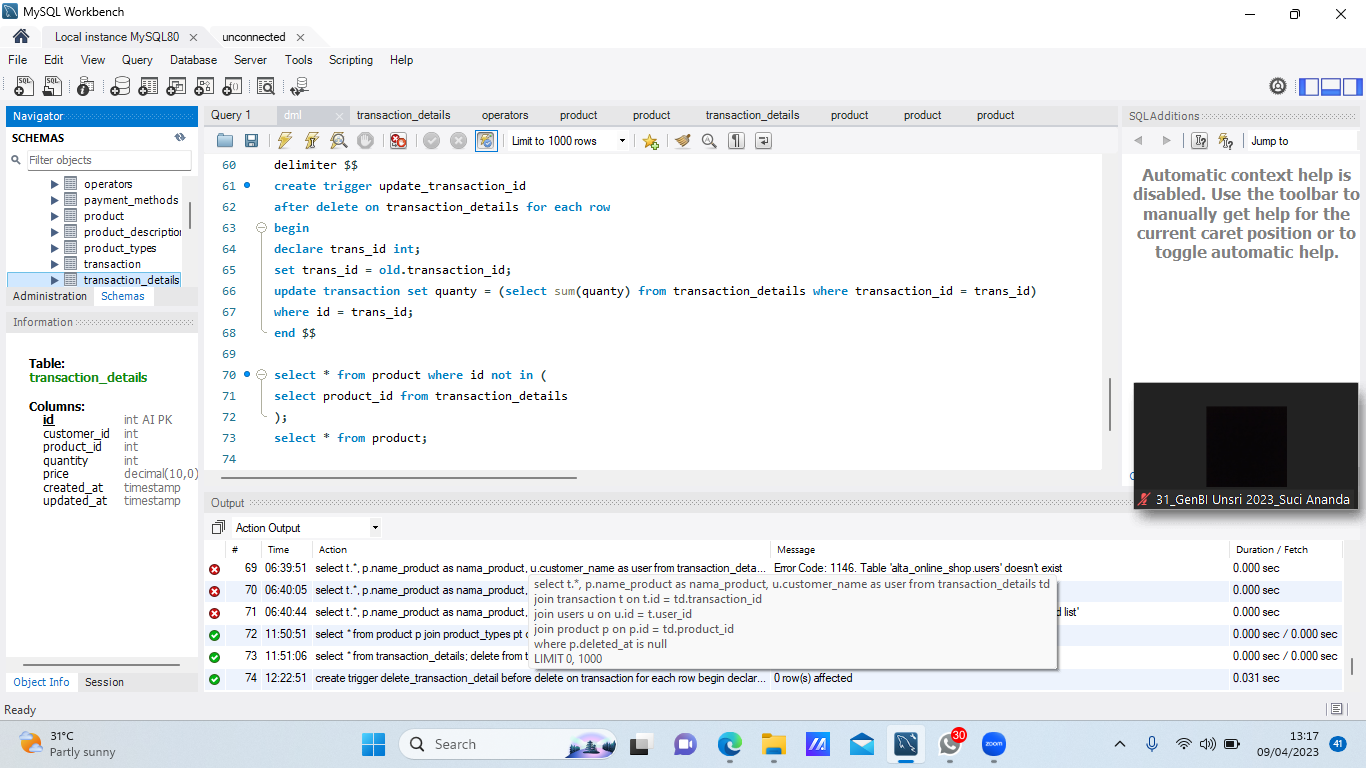 MySQL Workbench
Local instance MySQL80
unconnected
File Edit View Query Database Server Tools Scripting Help
Navigator
SCHEMAS
Filter objects
operators
payment_methods
product
product_description
product_types
transaction
transaction_details
Administration Schemas
Information
Table:
transaction_details
Columns:
id int AI PK
customer_id int
product_id int
quantity int
price decimal(10,0)
created_at timestamp
updated_at timestamp
Object Info Session
Query 1 dml transaction_details operators product product transaction_details product product product
Limit to 1000 rows
60 delimiter $$
61 create trigger update_transaction_id
62 after delete on transaction_details for each row
63 begin
64 declare trans_id int;
65 set trans_id = old.transaction_id;
66 update transaction set quanty = (select sum(quanty) from transaction_details where transaction_id = trans_id)
67 where id = trans_id;
68 end $$
69
70 select * from product where id not in (
71 select product_id from transaction_details
72 );
73 select * from product;
74
SQLAdditions
Jump to
Automatic context help is
disabled. Use the toolbar to
manually get help for the
current caret position or to
toggle automatic help.
31_GenBI Unsri 2023_Suci Ananda
Output
Action Output
# Time Action Message Duration / Fetch
69 06:39:51 select t.*, p.name_product as nama_product, u.customer_name as user from transaction_deta... Error Code: 1146. Table 'alta_online_shop.users' doesn't exist 0.000 sec
70 06:40:05 select t.*, p.name_product as nama_product, 0.000 sec
71 06:40:44 select t.*, p.name_product as nama_product, list' 0.000 sec
72 11:50:51 select * from product p join product_types pt 0.000 sec / 0.000 sec
73 11:51:06 select * from transaction_details; delete from t 0.000 sec / 0.000 sec
74 12:22:51 create trigger delete_transaction_detail before delete on transaction for each row begin declar... 0 row(s) affected 0.031 sec
select t.*, p.name_product as nama_product, u.customer_name as user from transaction_details td
join transaction t on t.id = td.transaction_id
join users u on u.id = t.user_id
join product p on p.id = td.product_id
where p.deleted_at is null
LIMIT 0, 1000
Ready
31°C
Partly sunny
Search
30
zoom
13:17
09/04/2023
41